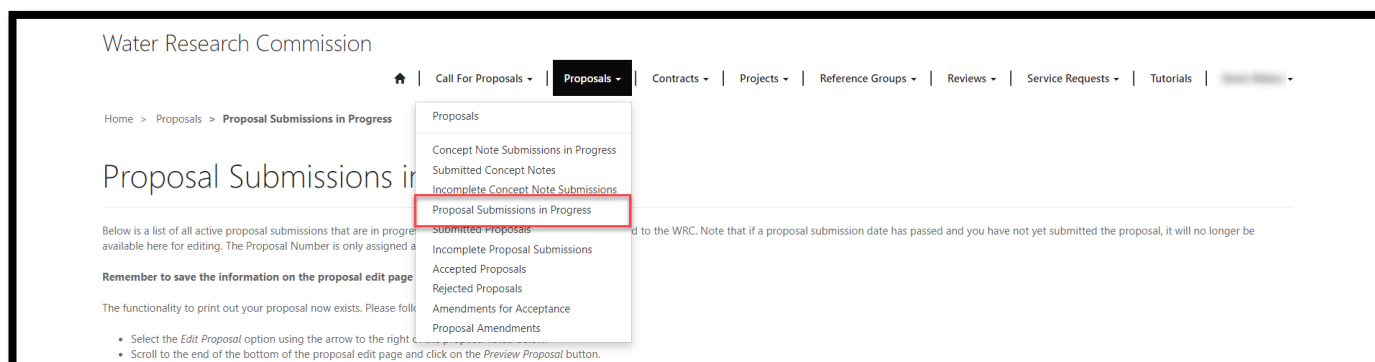 Water Research Commission
Call For Proposals
Proposals
Contracts
Projects
Reference Groups
Reviews
Service Requests
Tutorials
Home > Proposals > Proposal Submissions in Progress
Proposals
Concept Note Submissions in Progress
Submitted Concept Notes
Incomplete Concept Note Submissions
Proposal Submissions in Progress
Submitted Proposals
Incomplete Proposal Submissions
Accepted Proposals
Rejected Proposals
Amendments for Acceptance
Proposal Amendments
Proposal Submissions
Below is a list of all active proposal submissions that are in d to the WRC. Note that if a proposal submission date has passed and you have not yet submitted the proposal, it will no longer be
available here for editing. The Proposal Number is only assigned
Remember to save the information on the proposal edit page
The functionality to print out your proposal now exists. Please
• Select the Edit Proposal option using the arrow to the right
• Scroll to the end of the bottom of the proposal edit page and click on the Preview Proposal button.